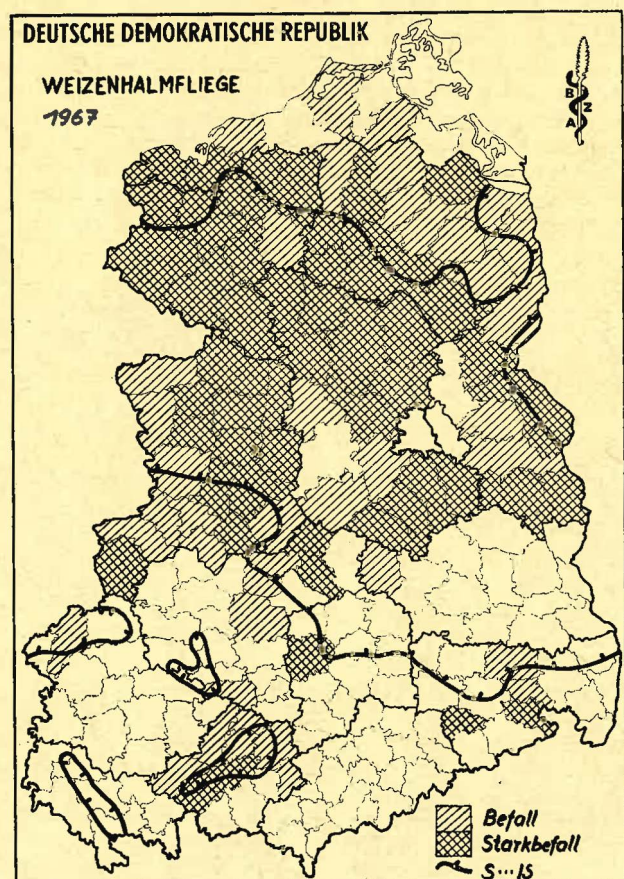 DEUTSCHE DEMOKRATISCHE REPUBLIK
WEIZENHALMFLIEGE
1967
B Z
A
Befall
Starkbefall
S···IS